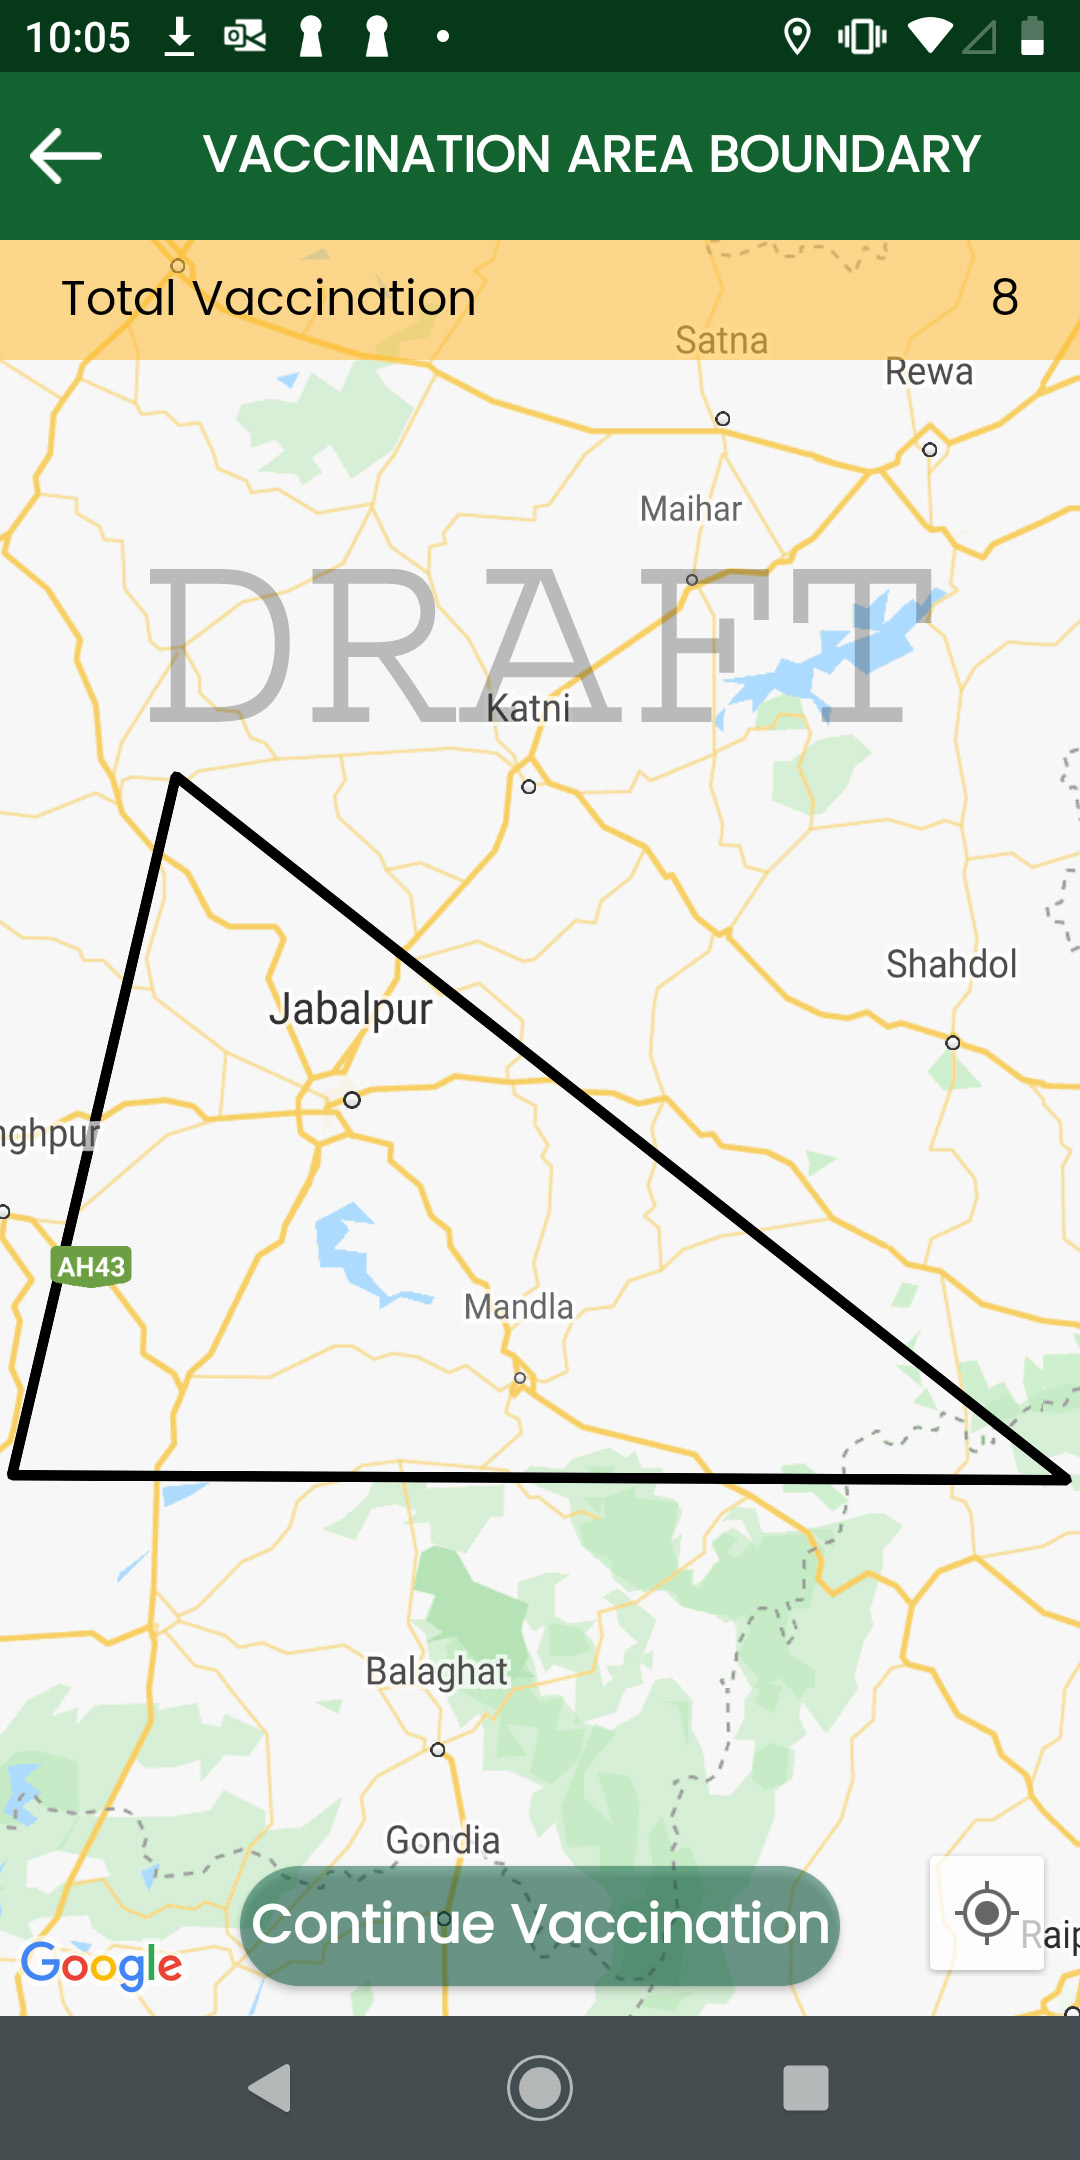 10:05
VACCINATION AREA BOUNDARY
Total Vaccination 8
Satna
Rewa
Maihar
DRAFT
Katni
Shahdol
Jabalpur
nghpur
AH43
Mandla
Balaghat
Gondia
Continue Vaccination
Raip
Google